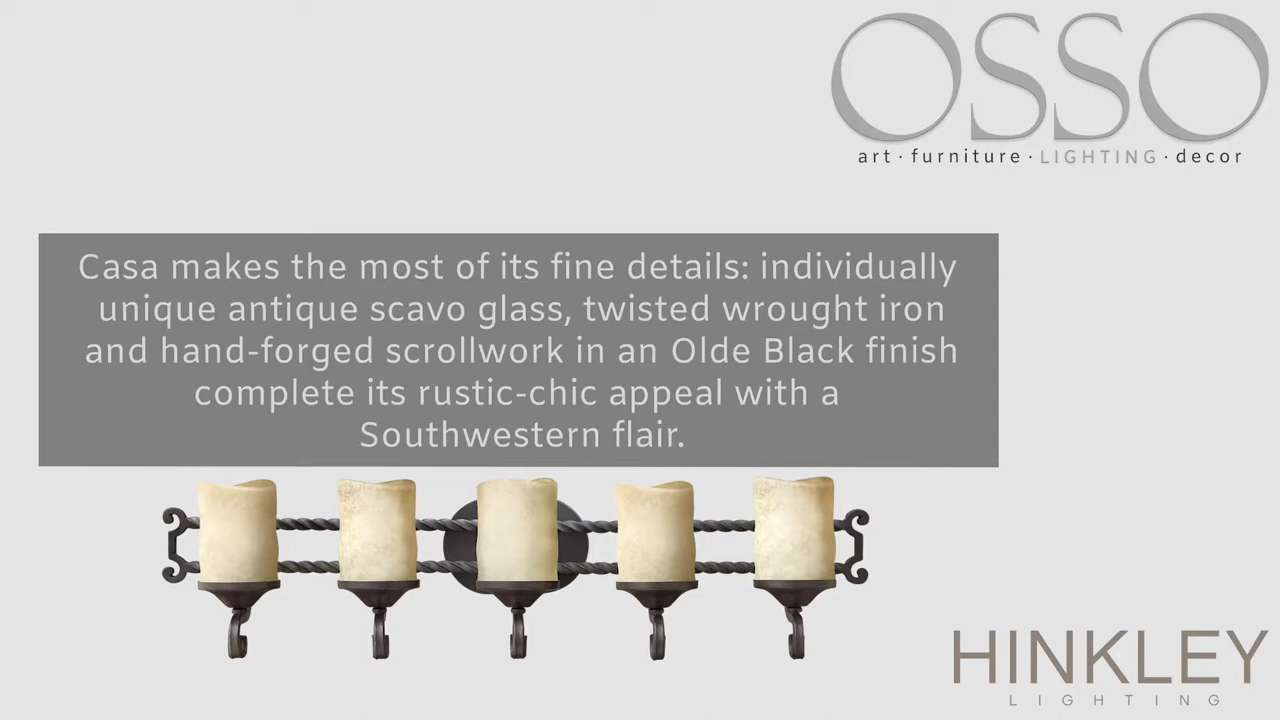 OSSO
art · furniture · LIGHTING · decor
Casa makes the most of its fine details: individually
unique antique scavo glass, twisted wrought iron
and hand-forged scrollwork in an Olde Black finish
complete its rustic-chic appeal with a
Southwestern flair.
HINKLEY
LIGHTING